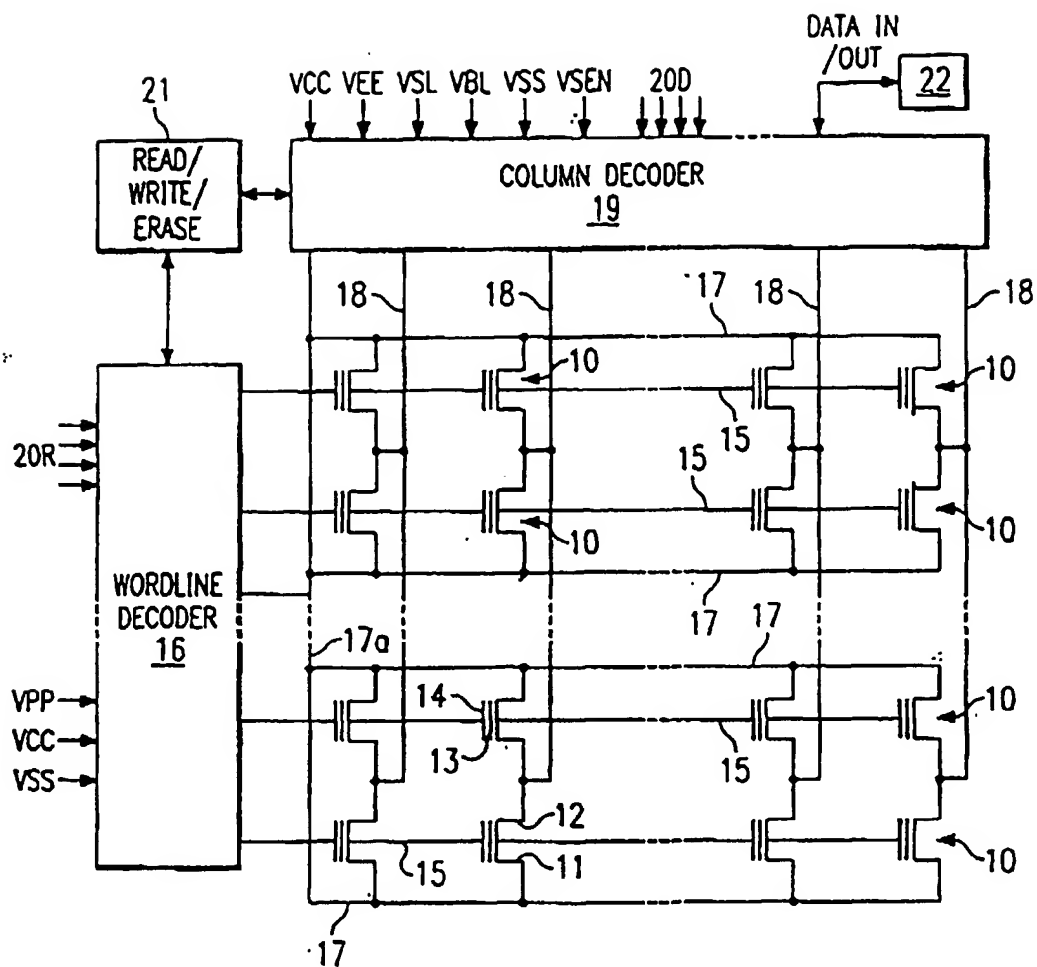 DATA IN
/OUT
22
21
VCC VEE VSL VBL VSS VSEN 20D
READ/
WRITE/
ERASE
COLUMN DECODER
19
18 18 17 18 18
10 10
15
20R
15
10 10
WORDLINE
DECODER
16
17
17a 17
14 10
VPP
13 15
VCC
VSS
12
15 11 10
17